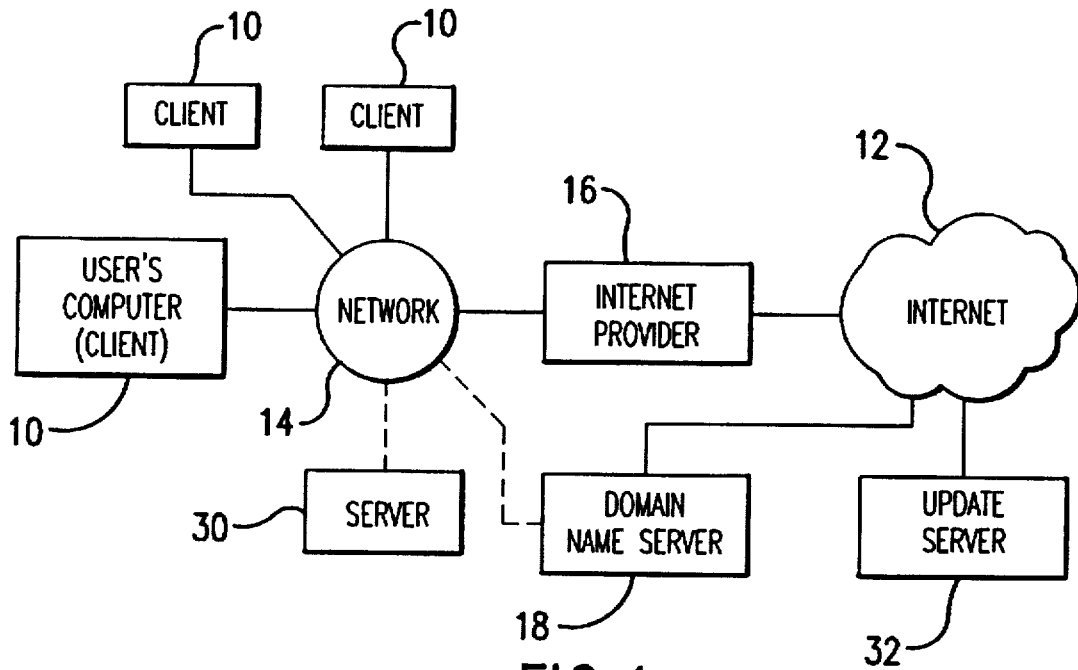 10
10
CLIENT
CLIENT
12
16
USER'S
COMPUTER
(CLIENT)
NETWORK
INTERNET
PROVIDER
INTERNET
10
14
30
SERVER
DOMAIN
NAME SERVER
UPDATE
SERVER
18
32